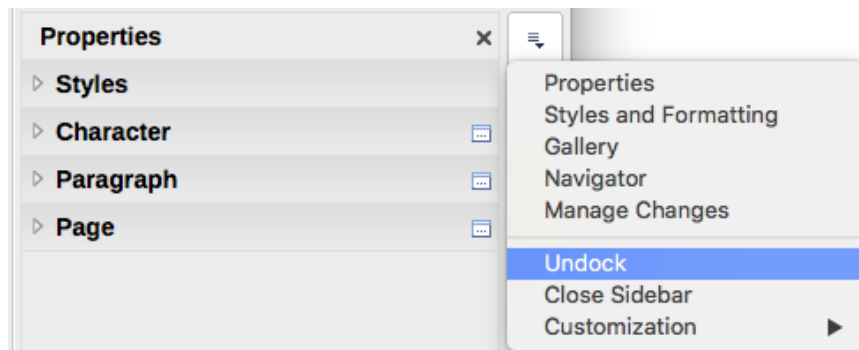 Properties
Styles
Character
Paragraph
Page
Properties
Styles and Formatting
Gallery
Navigator
Manage Changes
Undock
Close Sidebar
Customization